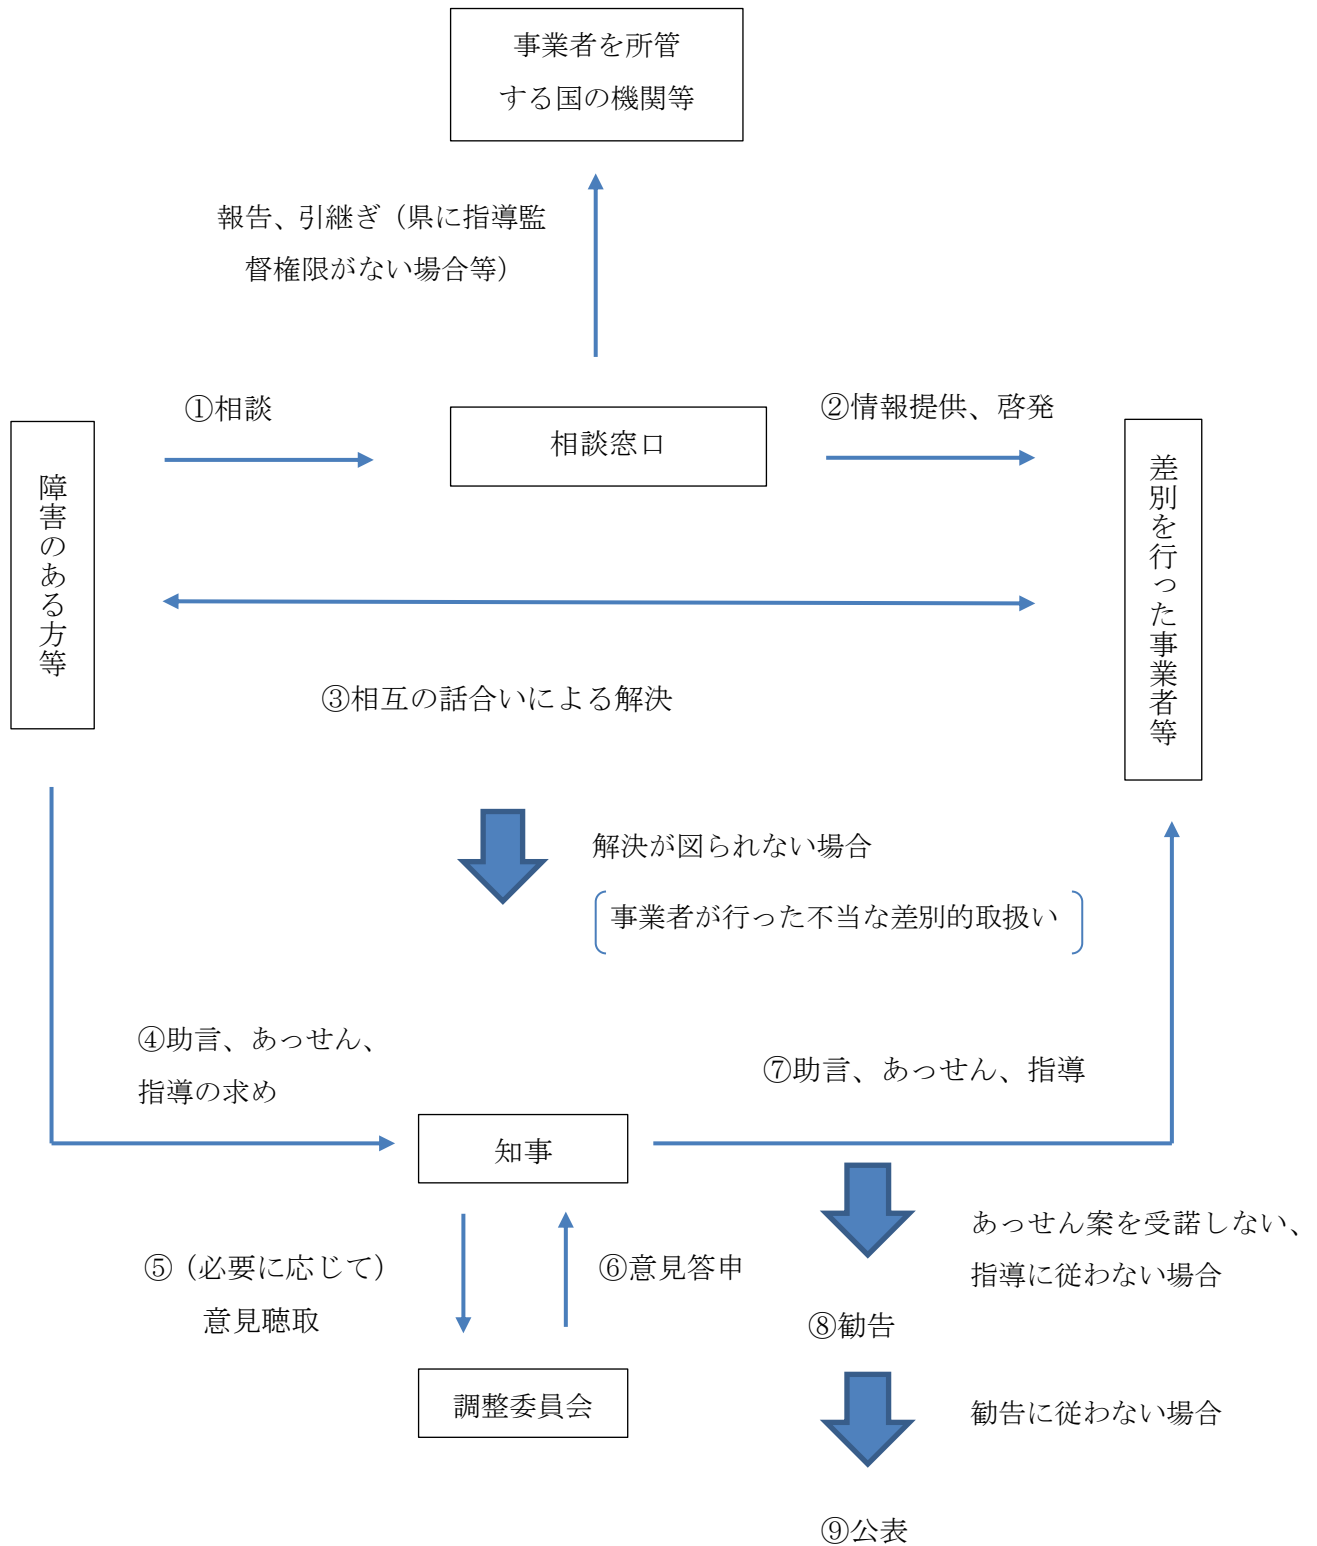 事業者を所管
する国の機関等
報告、引継ぎ（県に指導監
督権限がない場合等）
①相談
相談窓口
②情報提供、啓発
障害のある方等
差別を行った事業者等
③相互の話合いによる解決
解決が図られない場合
事業者が行った不当な差別的取扱い
④助言、あっせん、
指導の求め
⑦助言、あっせん、指導
知事
⑤（必要に応じて）
意見聴取
⑥意見答申
あっせん案を受諾しない、
指導に従わない場合
⑧勧告
調整委員会
勧告に従わない場合
⑨公表